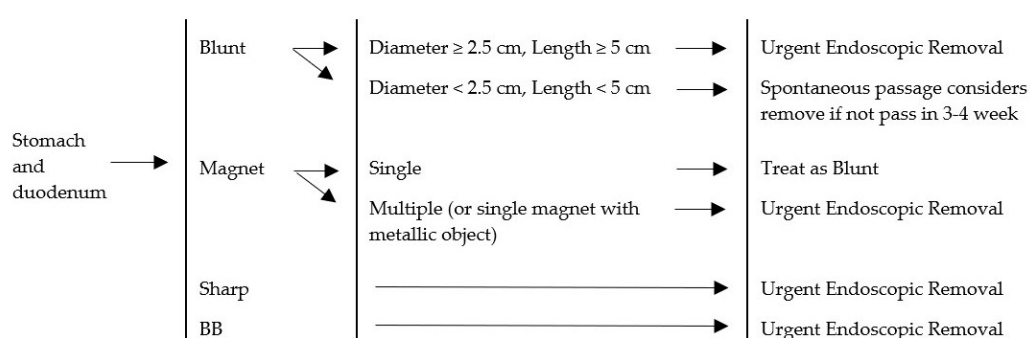 Blunt
Diameter ≥ 2.5 cm, Length ≥ 5 cm
Urgent Endoscopic Removal
Diameter < 2.5 cm, Length < 5 cm
Spontaneous passage considers
remove if not pass in 3-4 week
Stomach
and
duodenum
Magnet
Single
Treat as Blunt
Multiple (or single magnet with
metallic object)
Urgent Endoscopic Removal
Sharp
Urgent Endoscopic Removal
BB
Urgent Endoscopic Removal